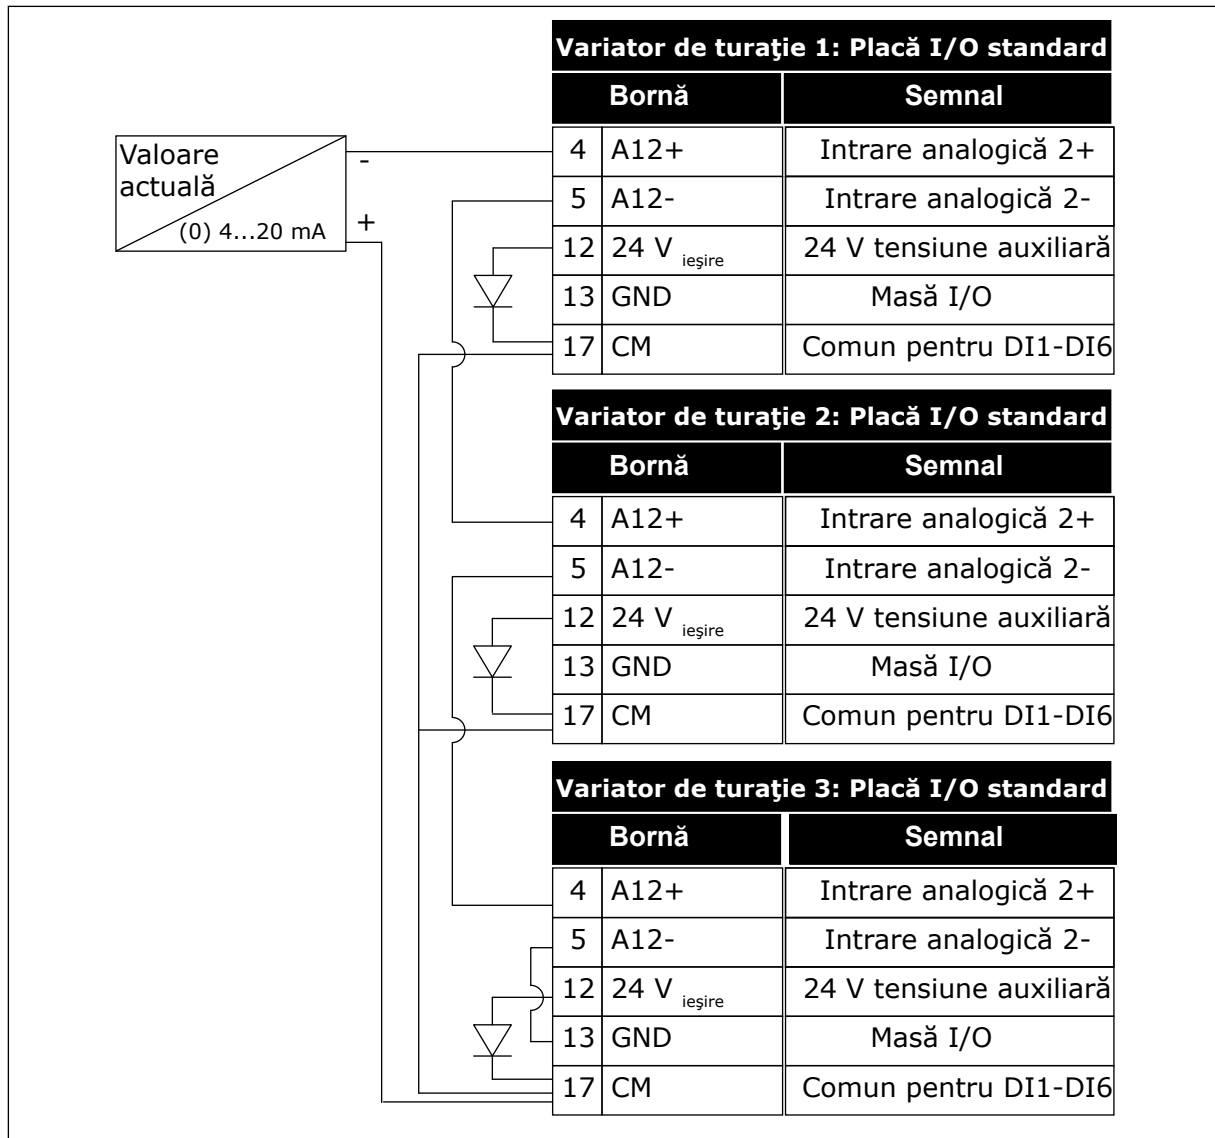 Variator de turaţie 1: Placă I/O standard
Bornă Semnal
Valoare
actuală
(0) 4...20 mA
-
+
4 A12+ Intrare analogică 2+
5 A12- Intrare analogică 2-
12 24 V ieşire 24 V tensiune auxiliară
13 GND Masă I/O
17 CM Comun pentru DI1-DI6
Variator de turaţie 2: Placă I/O standard
Bornă Semnal
4 A12+ Intrare analogică 2+
5 A12- Intrare analogică 2-
12 24 V ieşire 24 V tensiune auxiliară
13 GND Masă I/O
17 CM Comun pentru DI1-DI6
Variator de turaţie 3: Placă I/O standard
Bornă Semnal
4 A12+ Intrare analogică 2+
5 A12- Intrare analogică 2-
12 24 V ieşire 24 V tensiune auxiliară
13 GND Masă I/O
17 CM Comun pentru DI1-DI6